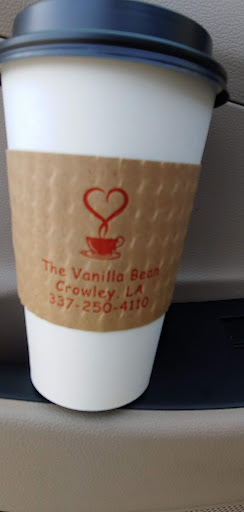 The Vanilla Bean
Crowley, LA
337-250-4110